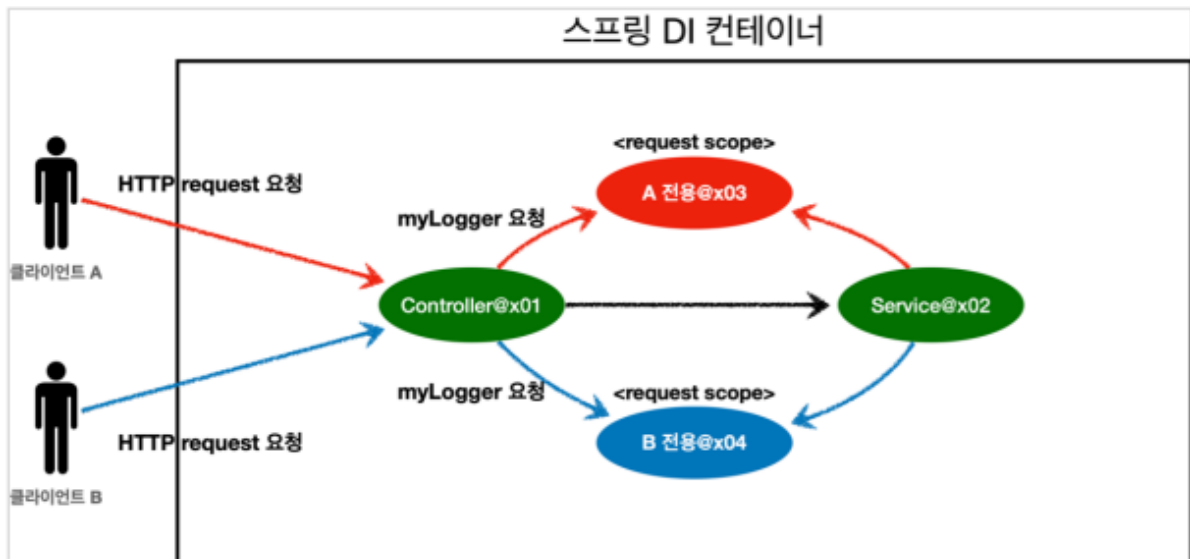 스프링 DI 컨테이너
<request scope>
HTTP request 요청
A 전용@x03
myLogger 요청
클라이언트 A
Controller@x01
Service@x02
myLogger 요청
<request scope>
HTTP request 요청
B 전용@x04
클라이언트 B